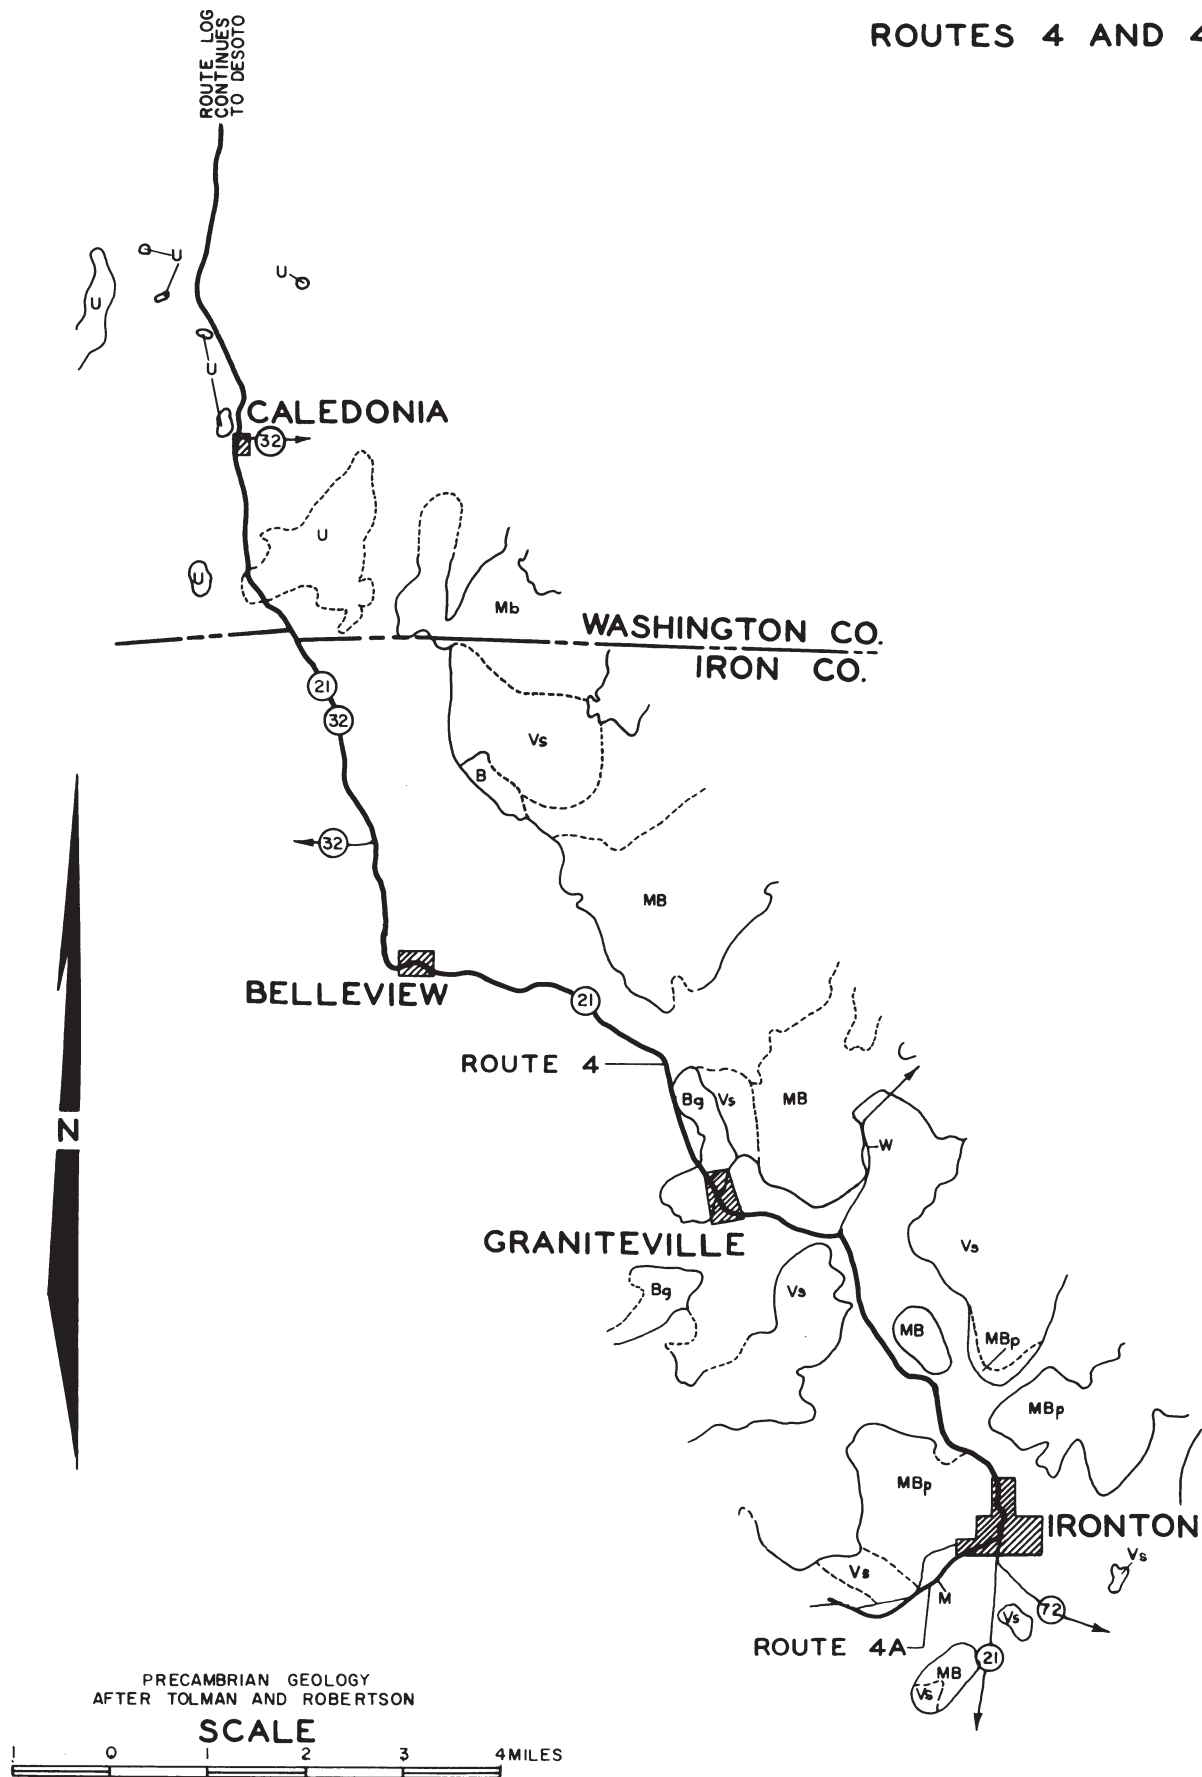 ROUTES 4 AND 4
ROUTE LOG
CONTINUES
TO DESOTO
U
U
U
U
CALEDONIA
32
U
U
Mb
WASHINGTON CO.
IRON CO.
21
32
Vs
B
32
MB
BELLEVIEW
21
ROUTE 4
Bg
Vs
MB
C
W
N
GRANITEVILLE
Vs
Bg
Vs
MB
MBp
MBp
MBp
IRONTON
Vs
Vs
M
72
Vs
ROUTE 4A
21
MB
Vs
PRECAMBRIAN GEOLOGY
AFTER TOLMAN AND ROBERTSON
SCALE
1 0 1 2 3 4 MILES